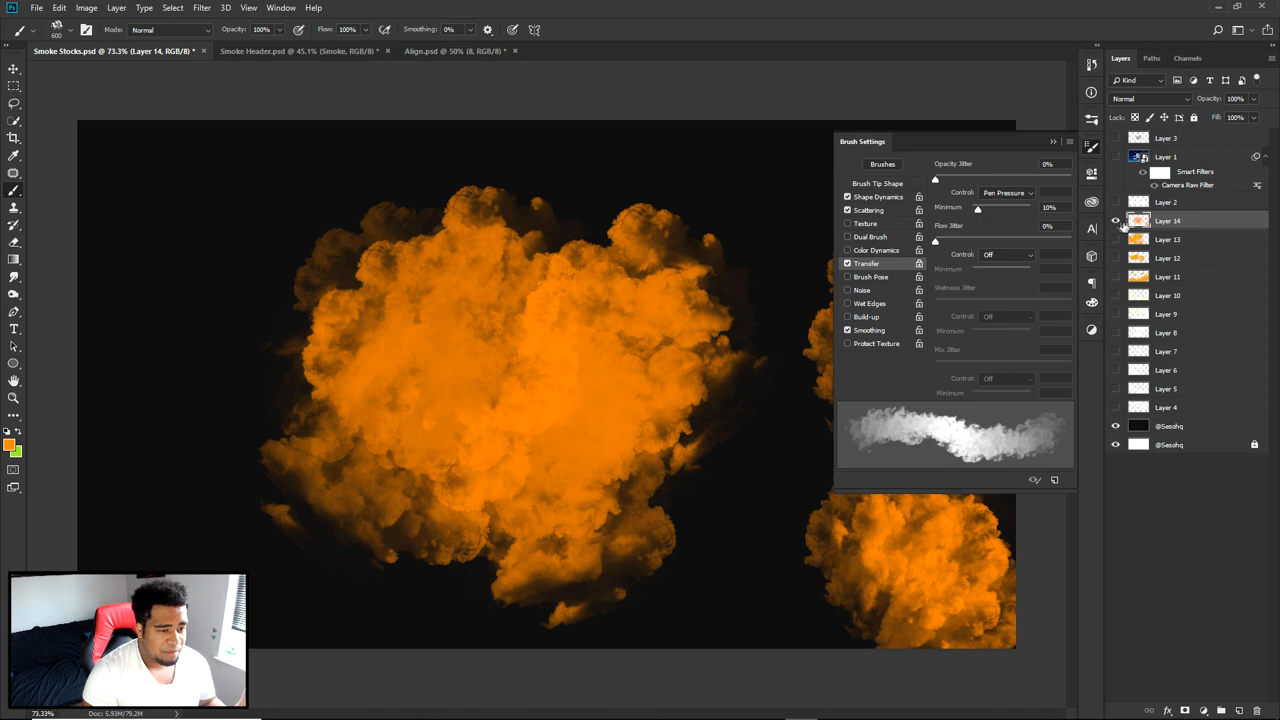 Ps File Edit Image Layer Type Select Filter 3D View Window Help
600 Mode: Normal Opacity: 100% Flow: 100% Smoothing: 0%
Smoke Stocks.psd @ 73.3% (Layer 14, RGB/8) * × Smoke Header.psd @ 45.1% (Smoke, RGB/8) * × Align.psd @ 50% (8, RGB/8) * ×
Layers Paths Channels
Kind
Normal Opacity: 100%
Lock: Fill: 100%
Layer 3
Layer 1
Smart Filters
Camera Raw Filter
Layer 2
Layer 14
Layer 13
Layer 12
Layer 11
Layer 10
Layer 9
Layer 8
Layer 7
Layer 6
Layer 5
Layer 4
@Sesohq
@Sesohq
Brush Settings
Brushes
Brush Tip Shape
Shape Dynamics
Scattering
Texture
Dual Brush
Color Dynamics
Transfer
Brush Pose
Noise
Wet Edges
Build-up
Smoothing
Protect Texture
Opacity Jitter 0%
Control: Pen Pressure
Minimum 10%
Flow Jitter 0%
Control: Off
Minimum
Wetness Jitter
Control: Off
Minimum
Mix Jitter
Control: Off
Minimum
73.33% Doc: 5.93M/79.2M